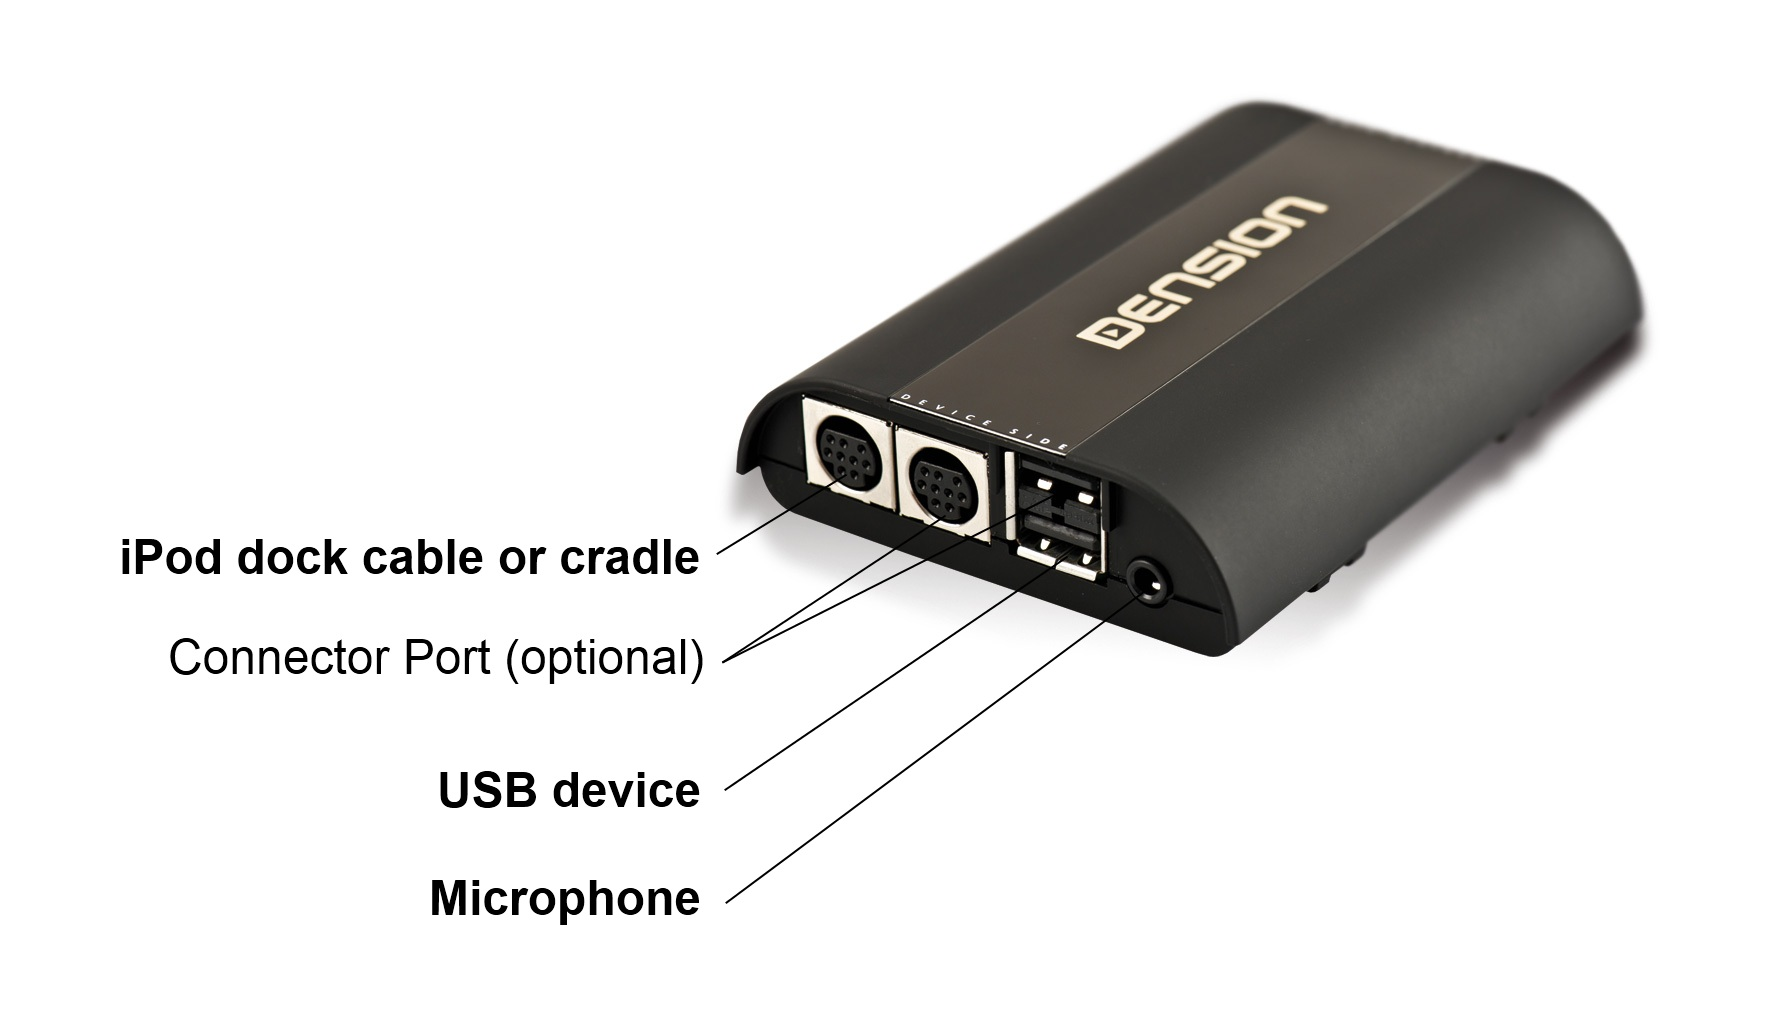 DENSION
DEVICE SIDE
iPod dock cable or cradle
Connector Port (optional)
USB device
Microphone